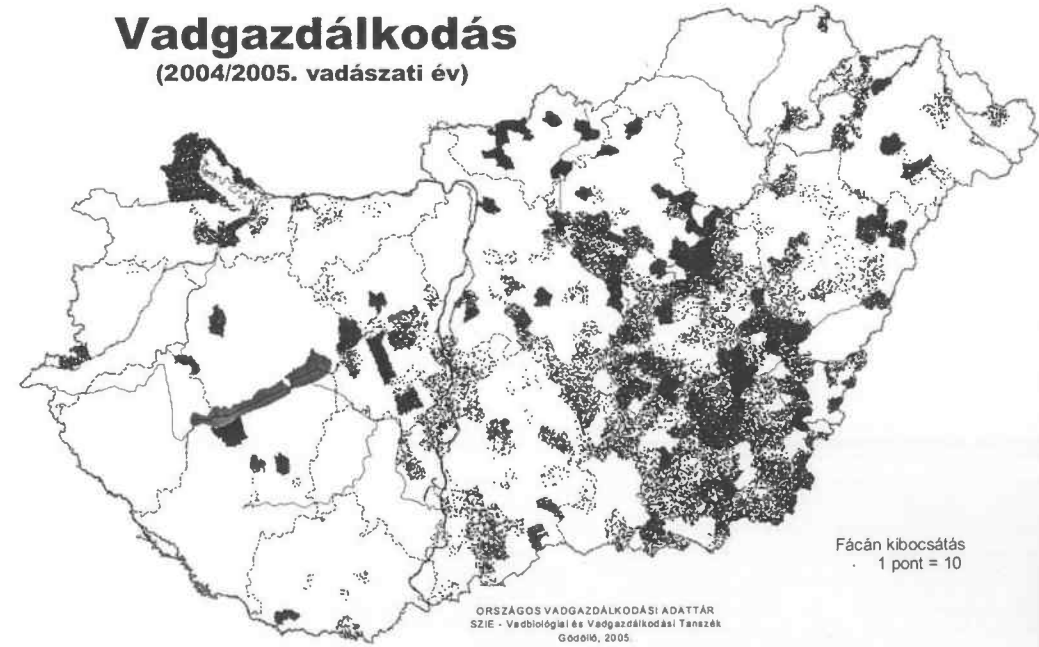 Vadgazdálkodás
(2004/2005. vadászati év)
Fácán kibocsátás
· 1 pont = 10
ORSZÁGOS VADGAZDÁLKODÁSI ADATTÁR
SZIE - Vadbiológiai és Vadgazdálkodási Tanszék
Gödöllő, 2005.